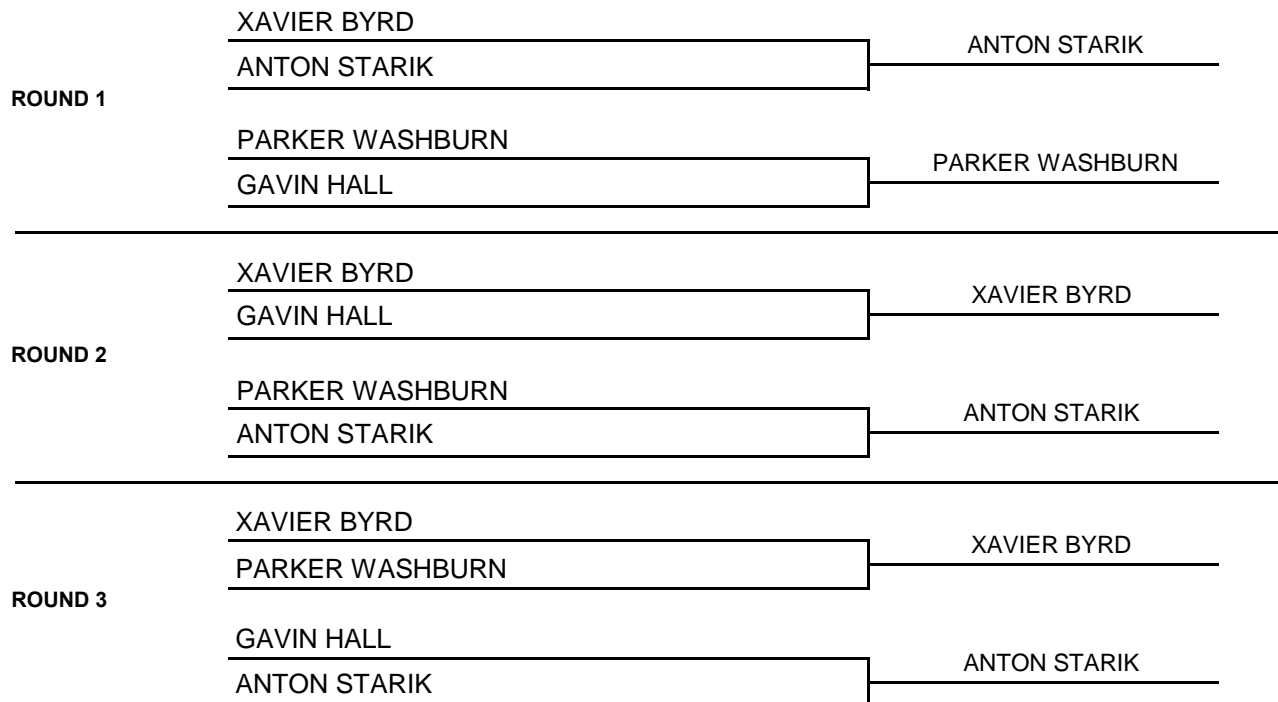 XAVIER BYRD
ANTON STARIK
ANTON STARIK
ROUND 1
PARKER WASHBURN
GAVIN HALL
PARKER WASHBURN
XAVIER BYRD
GAVIN HALL
XAVIER BYRD
ROUND 2
PARKER WASHBURN
ANTON STARIK
ANTON STARIK
XAVIER BYRD
PARKER WASHBURN
XAVIER BYRD
ROUND 3
GAVIN HALL
ANTON STARIK
ANTON STARIK